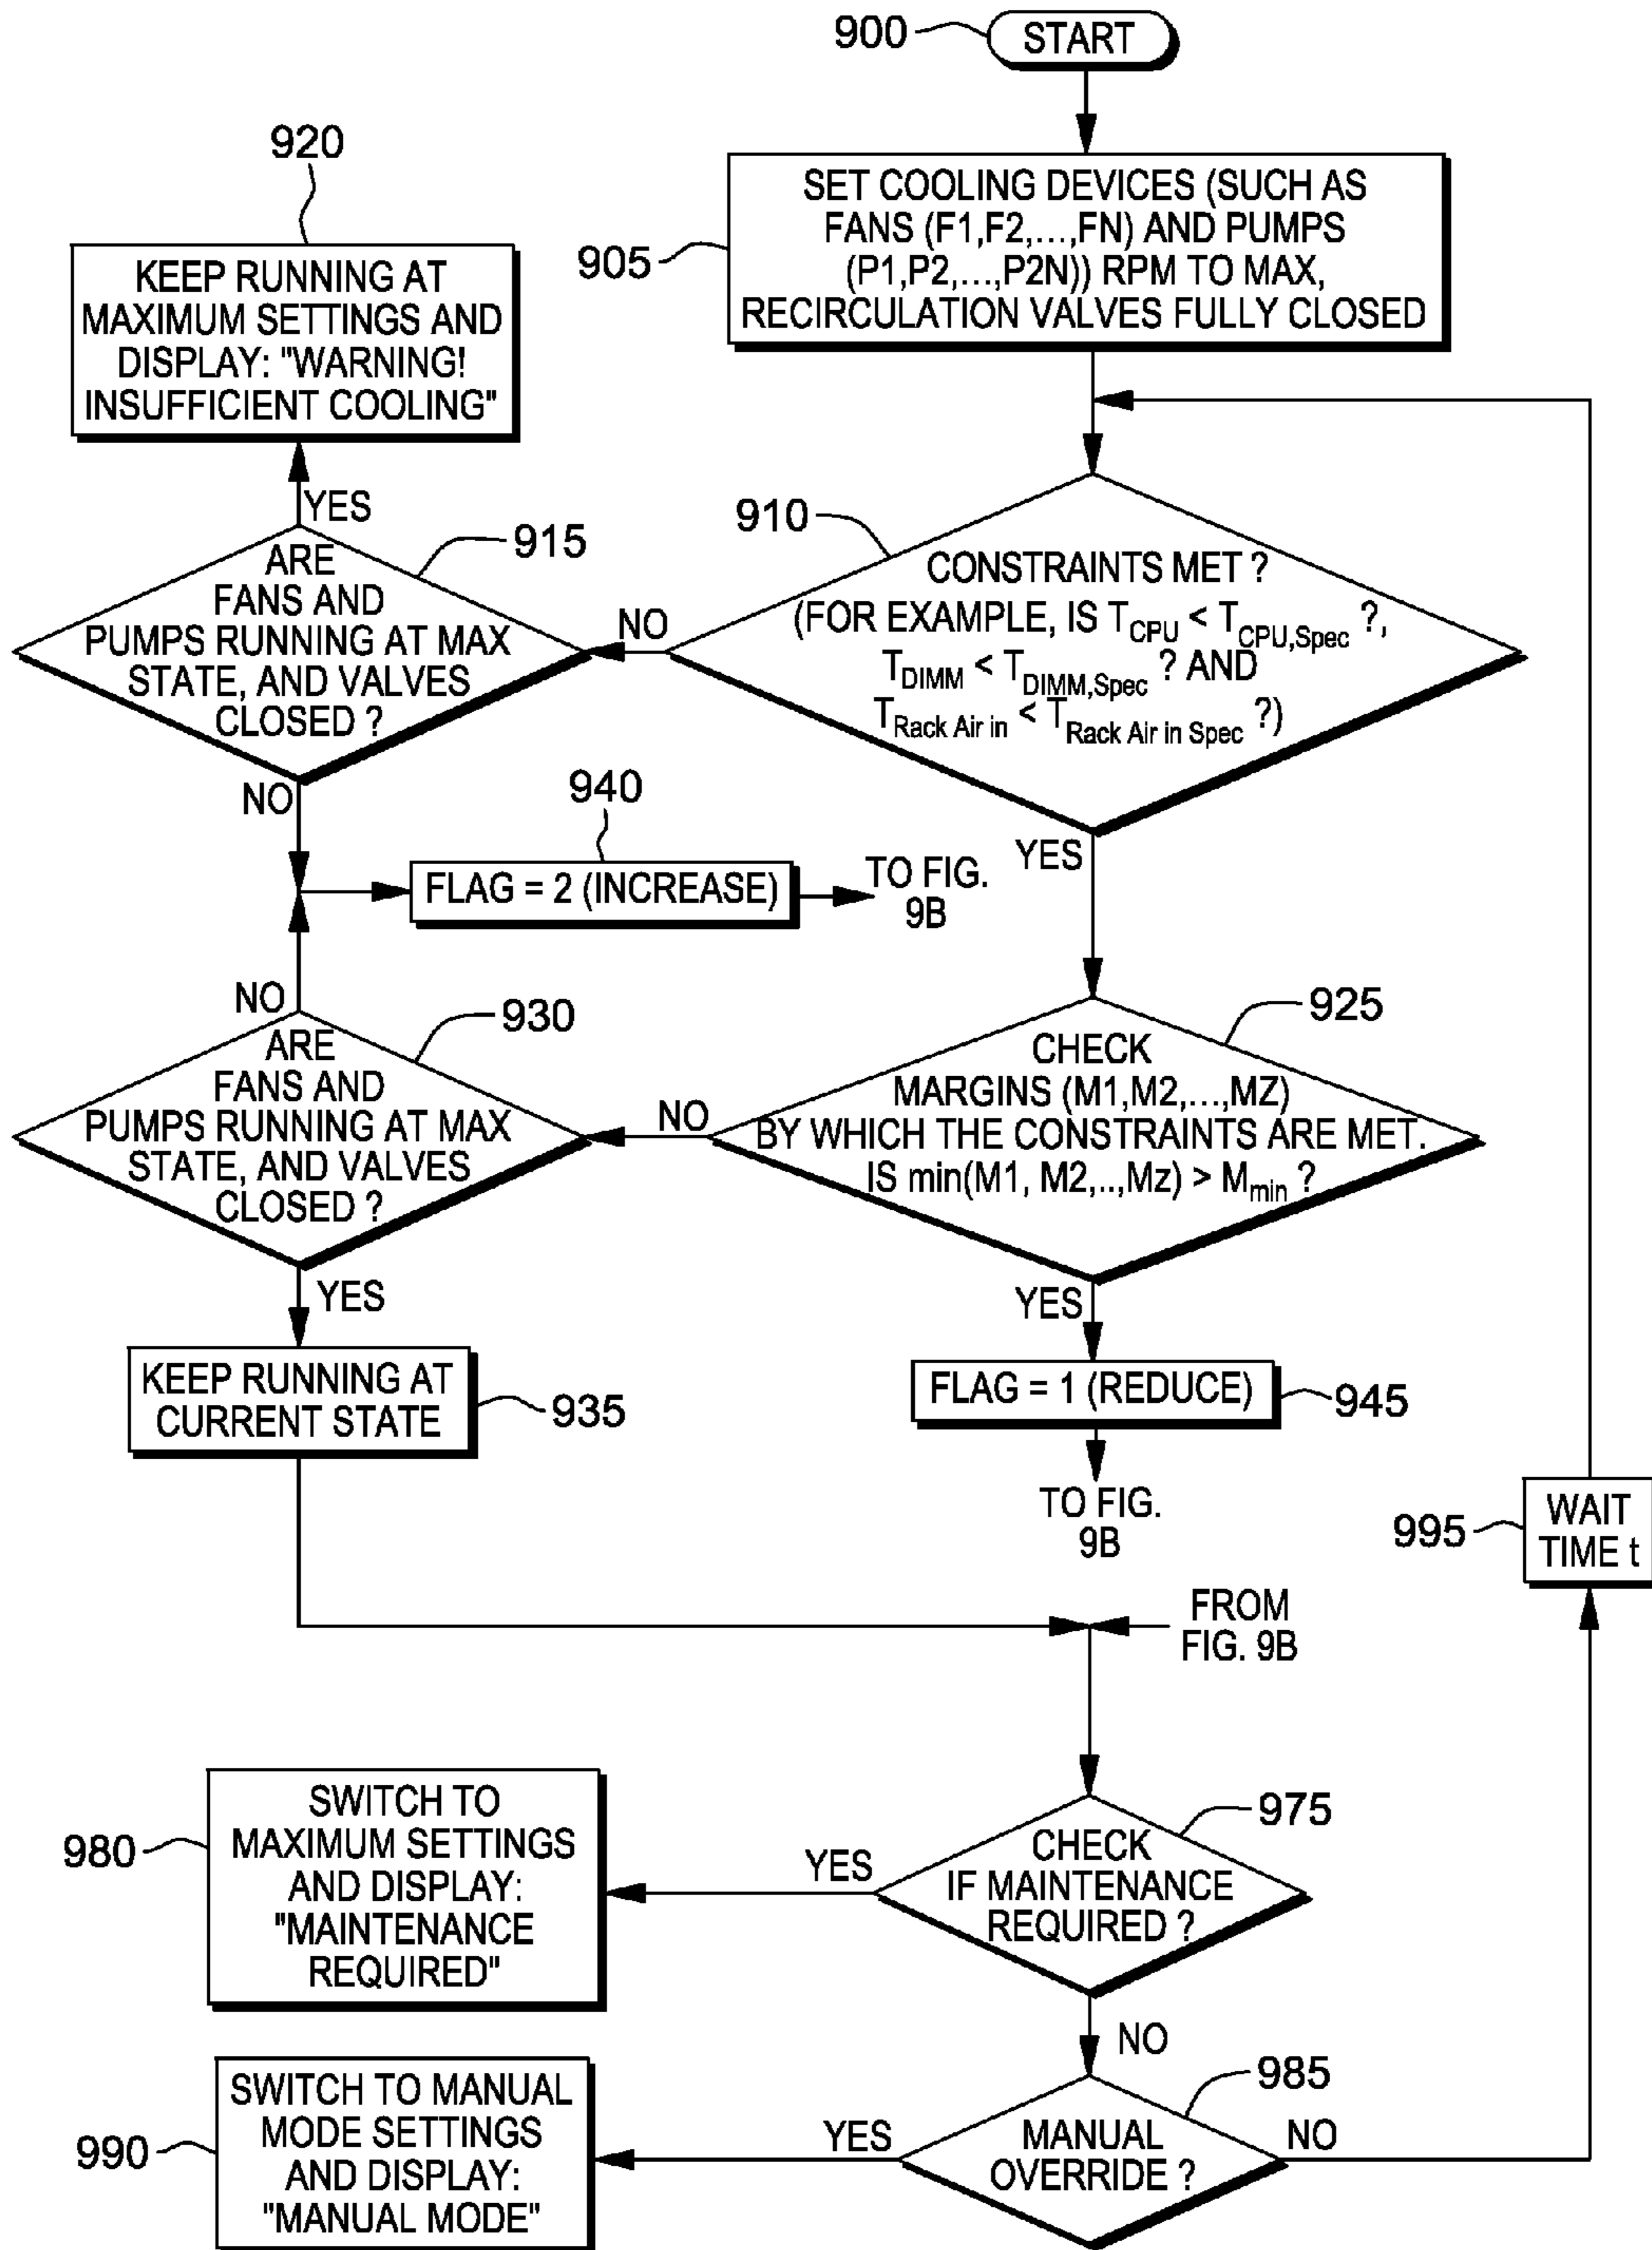 900
START
905
SET COOLING DEVICES (SUCH AS
FANS (F1,F2,...,FN) AND PUMPS
(P1,P2,...,P2N)) RPM TO MAX,
RECIRCULATION VALVES FULLY CLOSED
920
KEEP RUNNING AT
MAXIMUM SETTINGS AND
DISPLAY: "WARNING!
INSUFFICIENT COOLING"
YES
915
ARE
FANS AND
PUMPS RUNNING AT MAX
STATE, AND VALVES
CLOSED ?
NO
910
CONSTRAINTS MET ?
(FOR EXAMPLE, IS T_CPU < T_CPU,Spec ?,
T_DIMM < T_DIMM,Spec ? AND
T_Rack Air in < T_Rack Air in Spec ?)
NO
YES
940
FLAG = 2 (INCREASE)
TO FIG.
9B
NO
930
ARE
FANS AND
PUMPS RUNNING AT MAX
STATE, AND VALVES
CLOSED ?
NO
925
CHECK
MARGINS (M1,M2,...,MZ)
BY WHICH THE CONSTRAINTS ARE MET.
IS min(M1, M2,..,Mz) > M_min ?
YES
YES
KEEP RUNNING AT
CURRENT STATE
935
FLAG = 1 (REDUCE)
945
TO FIG.
9B
995
WAIT
TIME t
FROM
FIG. 9B
980
SWITCH TO
MAXIMUM SETTINGS
AND DISPLAY:
"MAINTENANCE
REQUIRED"
YES
975
CHECK
IF MAINTENANCE
REQUIRED ?
NO
990
SWITCH TO MANUAL
MODE SETTINGS
AND DISPLAY:
"MANUAL MODE"
YES
985
MANUAL
OVERRIDE ?
NO